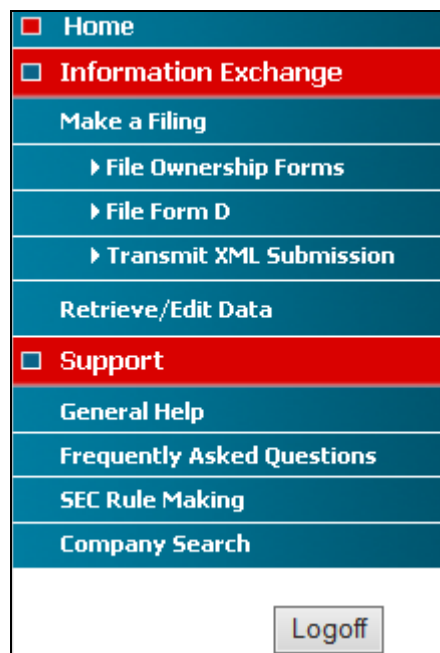 Home
Information Exchange
Make a Filing
File Ownership Forms
File Form D
Transmit XML Submission
Retrieve/Edit Data
Support
General Help
Frequently Asked Questions
SEC Rule Making
Company Search
Logoff